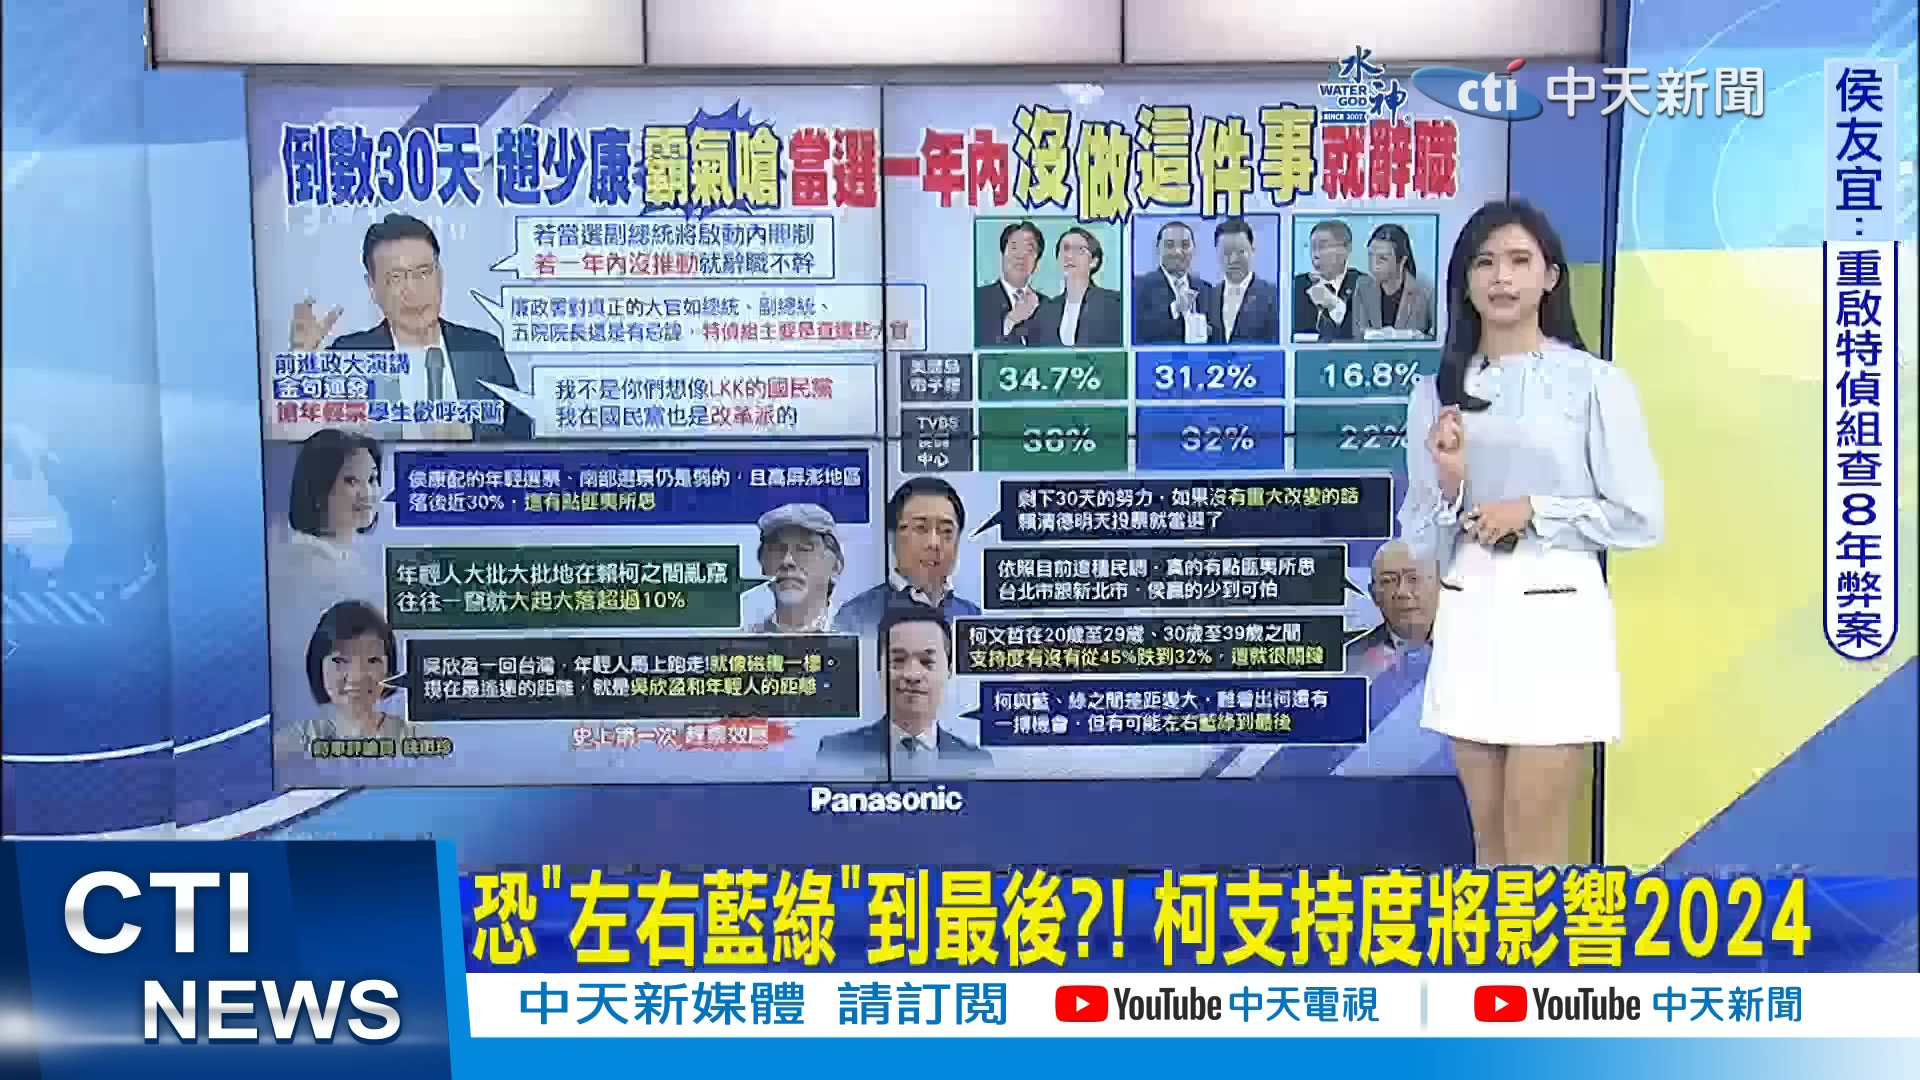 水神
WATER GOD
SINCE 2007
cti 中天新聞
侯友宜：重啟特偵組查8年弊案
倒數30天 趙少康霸氣嗆當選一年內沒做這件事就辭職
若當選副總統將啟動內閣制
若一年內沒推動就辭職不幹
廉政署對真正的大官如總統、副總統、
五院院長還是有忌諱，特偵組主要是查這些大官
我不是你們想像LKK的國民黨
我在國民黨也是改革派的
前進政大演講
金句連發
搶年輕票學生歡呼不斷
美麗島電子報 34.7% 31.2% 16.8%
TVBS民調中心 36% 32% 22%
侯康配的年輕選票、南部選票仍是弱的，且高屏澎地區
落後近30%，這有點匪夷所思
年輕人大批大批地在賴柯之間亂竄
往往一竄就大起大落超過10%
吳欣盈一回台灣，年輕人馬上跑走!就像磁鐵一樣。
現在最遙遠的距離，就是吳欣盈和年輕人的距離。
史上第一次
剩下30天的努力，如果沒有重大改變的話
賴清德明天投票就當選了
依照目前這種民調，真的有點匪夷所思
台北市跟新北市，侯贏的少到可怕
柯文哲在20歲至29歲、30歲至39歲之間
支持度有沒有從45%跌到32%，這就很關鍵
柯與藍、綠之間差距變大，難看出柯還有
一搏機會，但有可能左右藍綠到最後
Panasonic
CTI
NEWS
恐"左右藍綠"到最後?! 柯支持度將影響2024
中天新媒體 請訂閱 YouTube 中天電視 YouTube 中天新聞